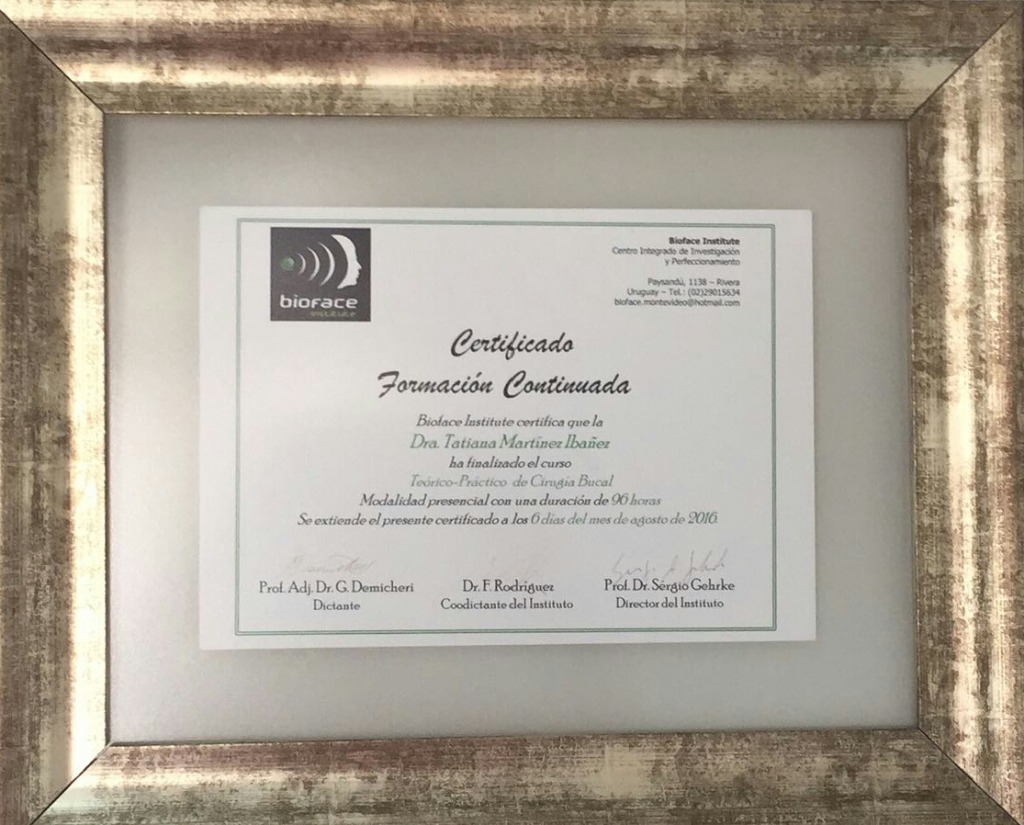 bioface
institute
Bioface Institute
Centro Integrado de Investigación
y Perfeccionamiento
Paysandú, 1138 – Rivera
Uruguay – Tel.: (02)29015634
bioface.montevideo@hotmail.com
Certificado
Formación Continuada
Bioface Institute certifica que la
Dra. Tatiana Martínez Ibañez
ha finalizado el curso
Teórico-Práctico de Cirugía Bucal
Modalidad presencial con una duración de 96 horas
Se extiende el presente certificado a los 6 días del mes de agosto de 2016.
Prof. Adj. Dr. G. Demicheri
Dictante
Dr. F. Rodríguez
Coodictante del Instituto
Prof. Dr. Sérgio Gehrke
Director del Instituto